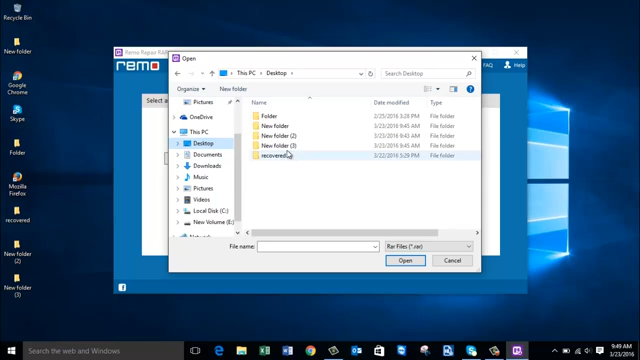 Recycle Bin
New folder
Google Chrome
Skype
Folder
Mozilla Firefox
recovered
New folder (2)
New folder (3)
Remo Repair RAR
remo
FAQ
Help
Select a
Open
This PC > Desktop >
Search Desktop
Organize
New folder
Pictures
OneDrive
This PC
Desktop
Documents
Downloads
Music
Pictures
Videos
Local Disk (C:)
New Volume (E:)
Name
Date modified
Type
Folder 2/25/2016 3:28 PM File folder
New folder 3/23/2016 9:45 AM File folder
New folder (2) 3/23/2016 9:43 AM File folder
New folder (3) 3/23/2016 9:45 AM File folder
recovered 3/22/2016 5:29 PM File folder
File name:
Rar Files (*.rar)
Open
Cancel
Search the web and Windows
9:49 AM
3/23/2016